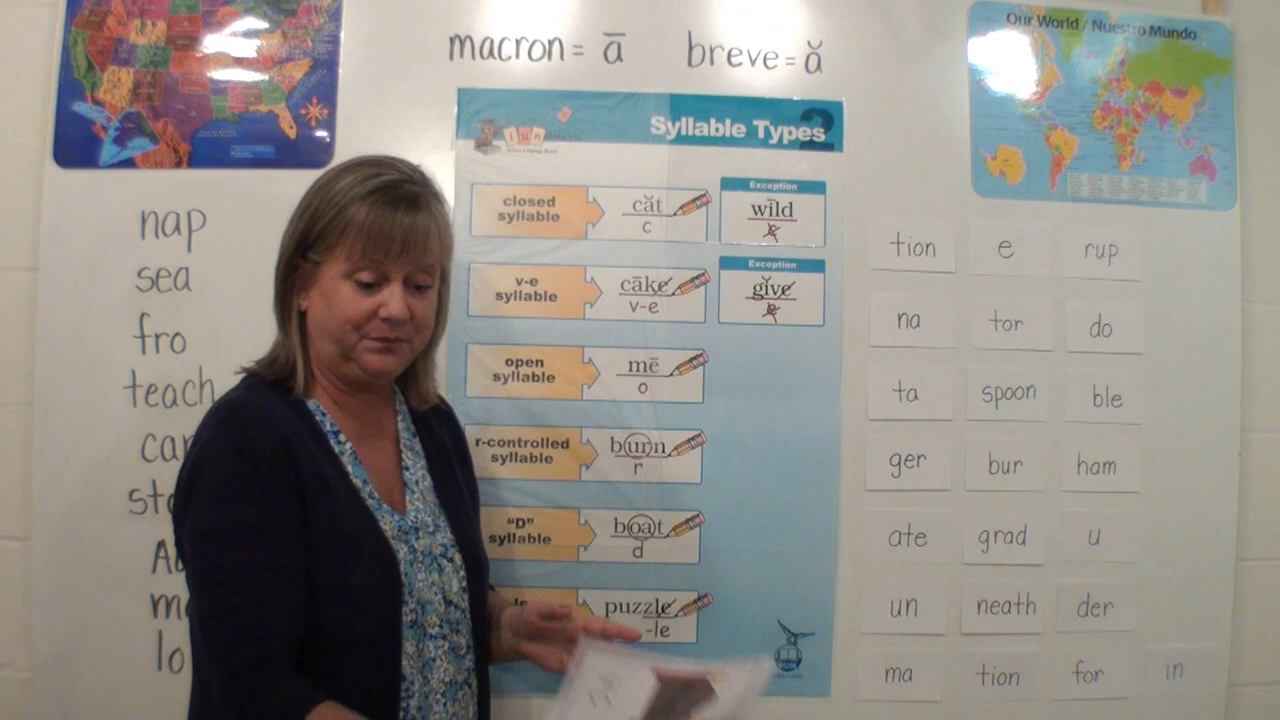 macron = ā
breve = ă
Our World / Nuestro Mundo
nap
sea
fro
teach
Syllable Types
2
closed syllable
căt
c
Exception
wīld
v-e syllable
cāke
v-e
Exception
gĭve
open syllable
mē
o
r-controlled syllable
burn
r
"D" syllable
boat
d
puzzle
-le
tion e rup
na tor do
ta spoon ble
ger bur ham
ate grad u
un neath der
ma tion for in